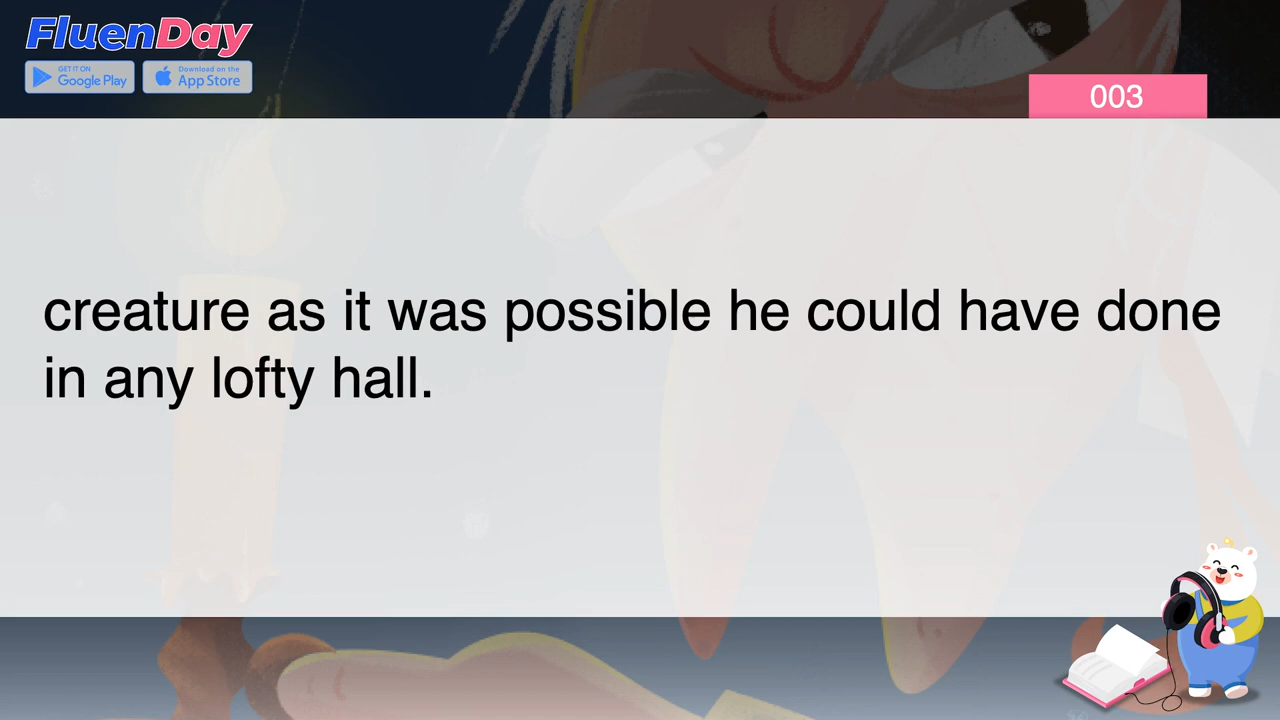 FluenDay
GET IT ON
Google Play
Download on the
App Store
003
creature as it was possible he could have done
in any lofty hall.